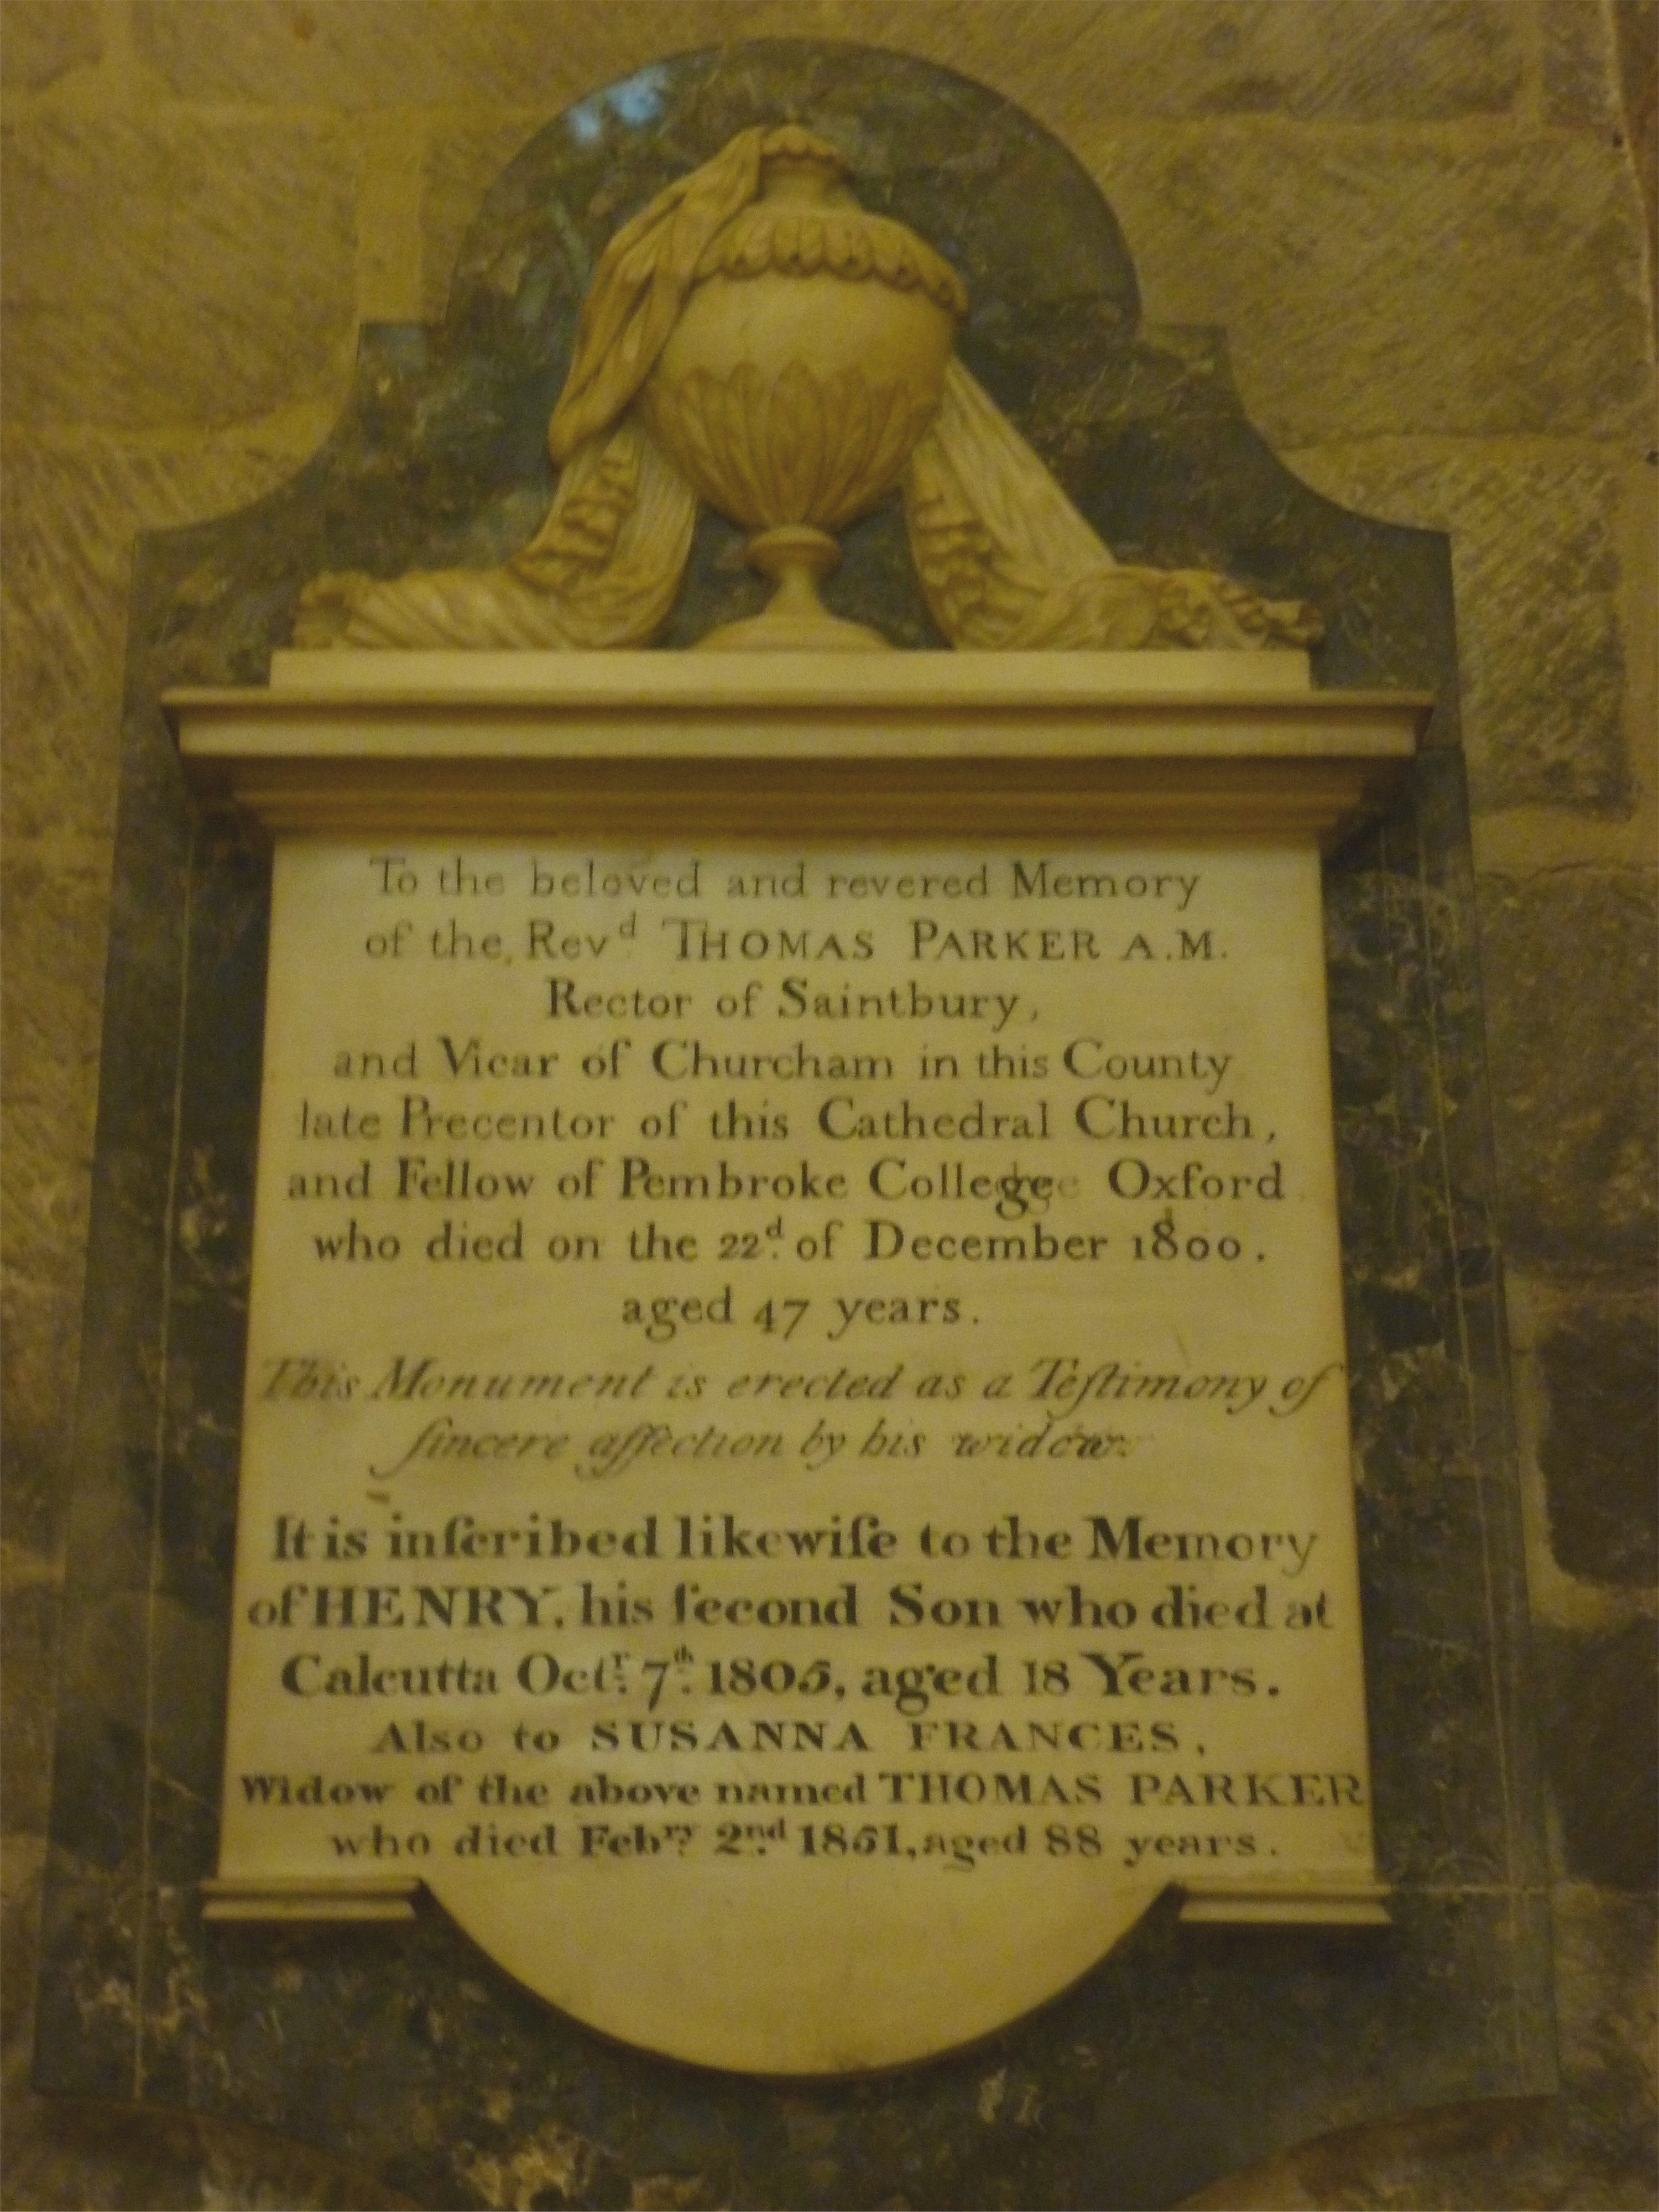 To the beloved and revered Memory
of the Revᵈ. THOMAS PARKER A.M.
Rector of Saintbury,
and Vicar of Churcham in this County
late Precentor of this Cathedral Church,
and Fellow of Pembroke College Oxford
who died on the 22ᵈ. of December 1800.
aged 47 years.
This Monument is erected as a Teſtimony of
ſincere affection by his widow.
It is inſcribed likewiſe to the Memory
of HENRY, his ſecond Son who died at
Calcutta Octʳ. 7ᵗʰ. 1805, aged 18 Years.
Also to SUSANNA FRANCES,
Widow of the above named THOMAS PARKER
who died Febʳʸ. 2ⁿᵈ. 1851, aged 88 years.